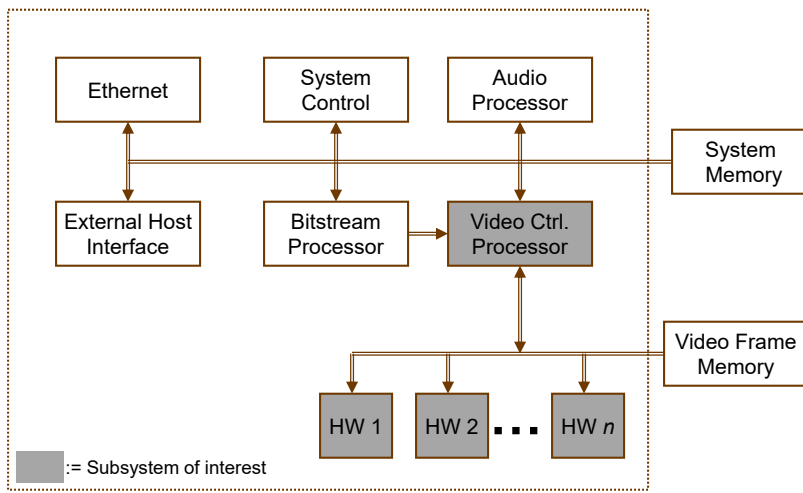 Ethernet
System
Control
Audio
Processor
System
Memory
External Host
Interface
Bitstream
Processor
Video Ctrl.
Processor
Video Frame
Memory
HW 1
HW 2
HW n
:= Subsystem of interest